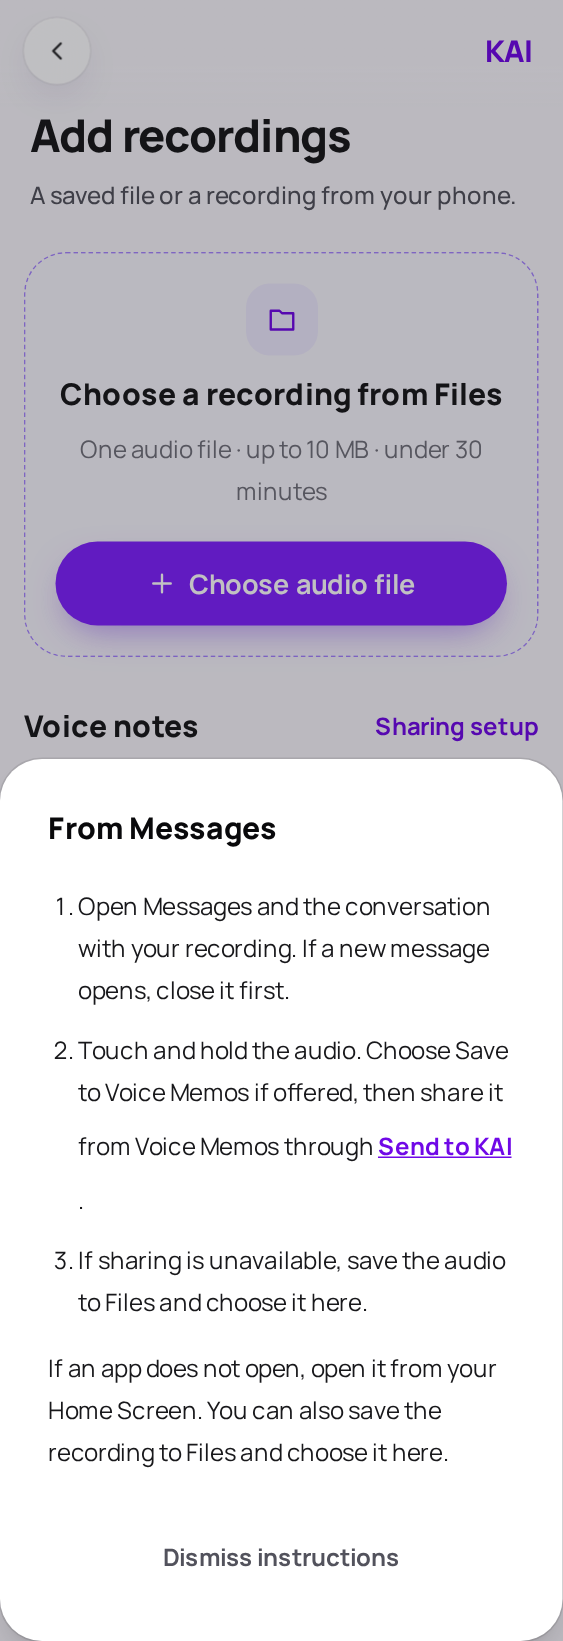 KAI
Add recordings
A saved file or a recording from your phone.
Choose a recording from Files
One audio file · up to 10 MB · under 30
minutes
+ Choose audio file
Voice notes
Sharing setup
From Messages
1. Open Messages and the conversation
with your recording. If a new message
opens, close it first.
2. Touch and hold the audio. Choose Save
to Voice Memos if offered, then share it
from Voice Memos through Send to KAI
.
3. If sharing is unavailable, save the audio
to Files and choose it here.
If an app does not open, open it from your
Home Screen. You can also save the
recording to Files and choose it here.
Dismiss instructions